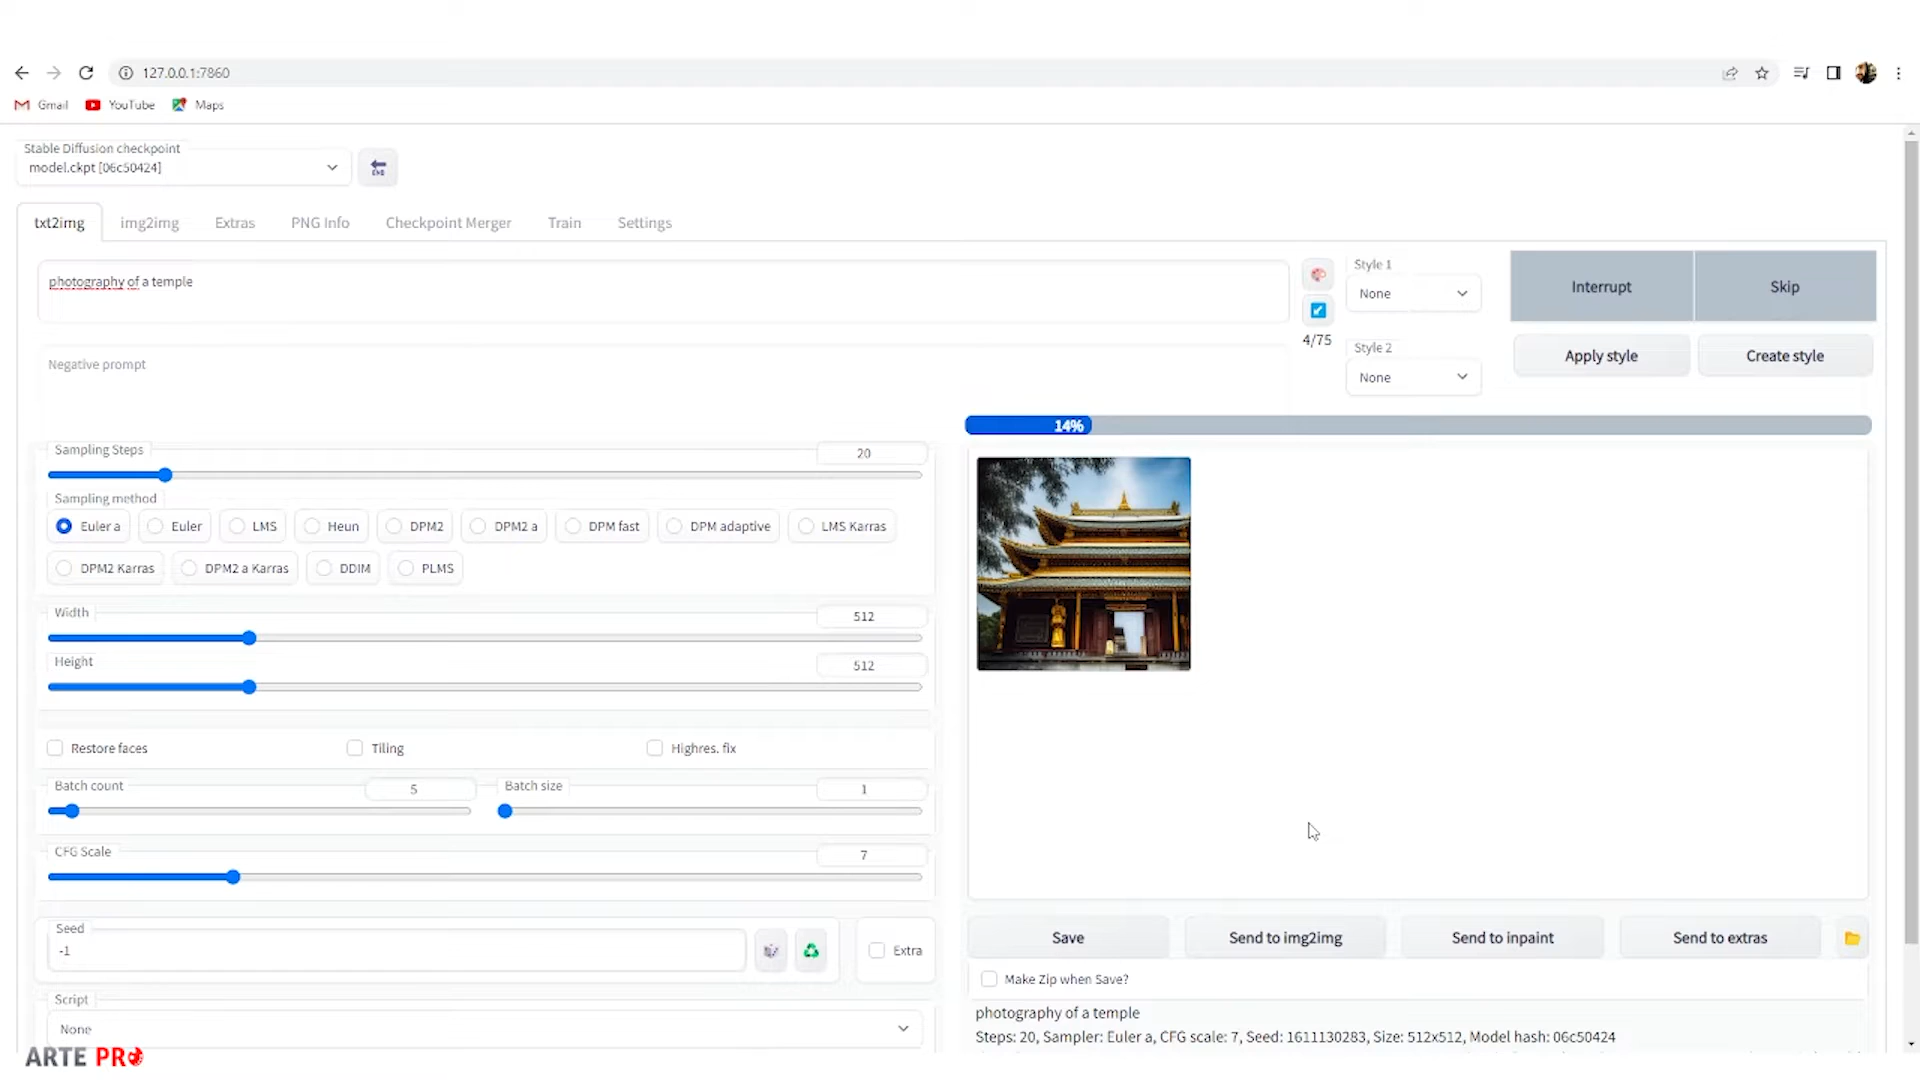 127.0.0.1:7860
Gmail YouTube Maps
Stable Diffusion checkpoint
model.ckpt [06c50424]
txt2img img2img Extras PNG Info Checkpoint Merger Train Settings
photography of a temple
Negative prompt
4/75
Style 1
None
Style 2
None
Interrupt Skip
Apply style Create style
14%
Sampling Steps 20
Sampling method
Euler a Euler LMS Heun DPM2 DPM2 a DPM fast DPM adaptive LMS Karras
DPM2 Karras DPM2 a Karras DDIM PLMS
Width 512
Height 512
Restore faces Tiling Highres. fix
Batch count 5 Batch size 1
CFG Scale 7
Seed
-1
Extra
Script
None
Save Send to img2img Send to inpaint Send to extras
Make Zip when Save?
photography of a temple
Steps: 20, Sampler: Euler a, CFG scale: 7, Seed: 1611130283, Size: 512x512, Model hash: 06c50424
ARTE PRO